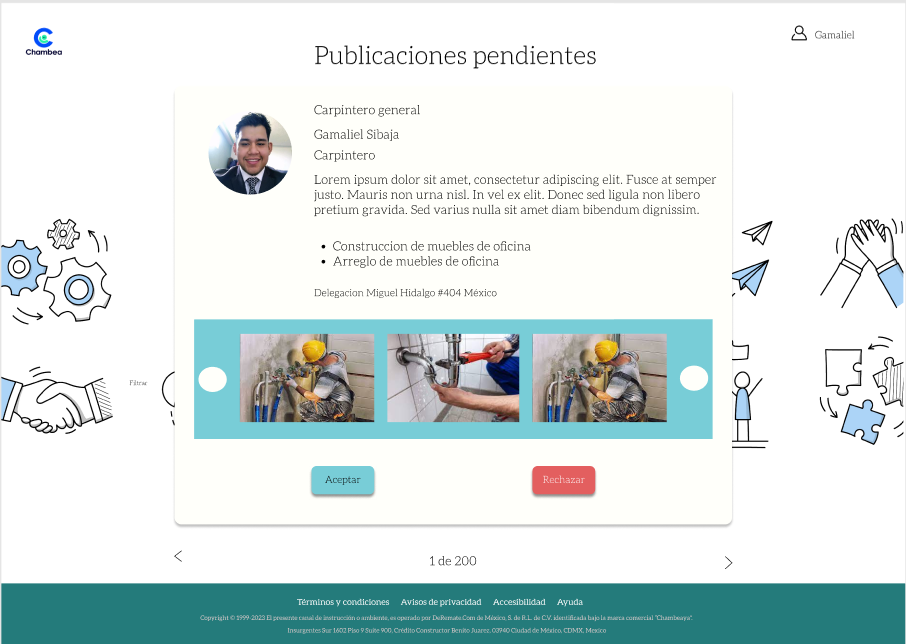 Chambea
Gamaliel
Publicaciones pendientes
Carpintero general
Gamaliel Sibaja
Carpintero
Lorem ipsum dolor sit amet, consectetur adipiscing elit. Fusce at semper
justo. Mauris non urna nisl. In vel ex elit. Donec sed ligula non libero
pretium gravida. Sed varius nulla sit amet diam bibendum dignissim.
• Construccion de muebles de oficina
• Arreglo de muebles de oficina
Delegacion Miguel Hidalgo #404 México
Filtrar
Aceptar
Rechazar
< 1 de 200 >
Términos y condiciones Avisos de privacidad Accesibilidad Ayuda
Copyright © 1999-2023 El presente canal de instrucción o ambiente, es operado por DeRemate.Com de México, S. de R.L. de C.V. identificada bajo la marca comercial "Chambeaya".
Insurgentes Sur 1602 Piso 9 Suite 900, Crédito Constructor Benito Juarez, 03940 Ciudad de México, CDMX, Mexico